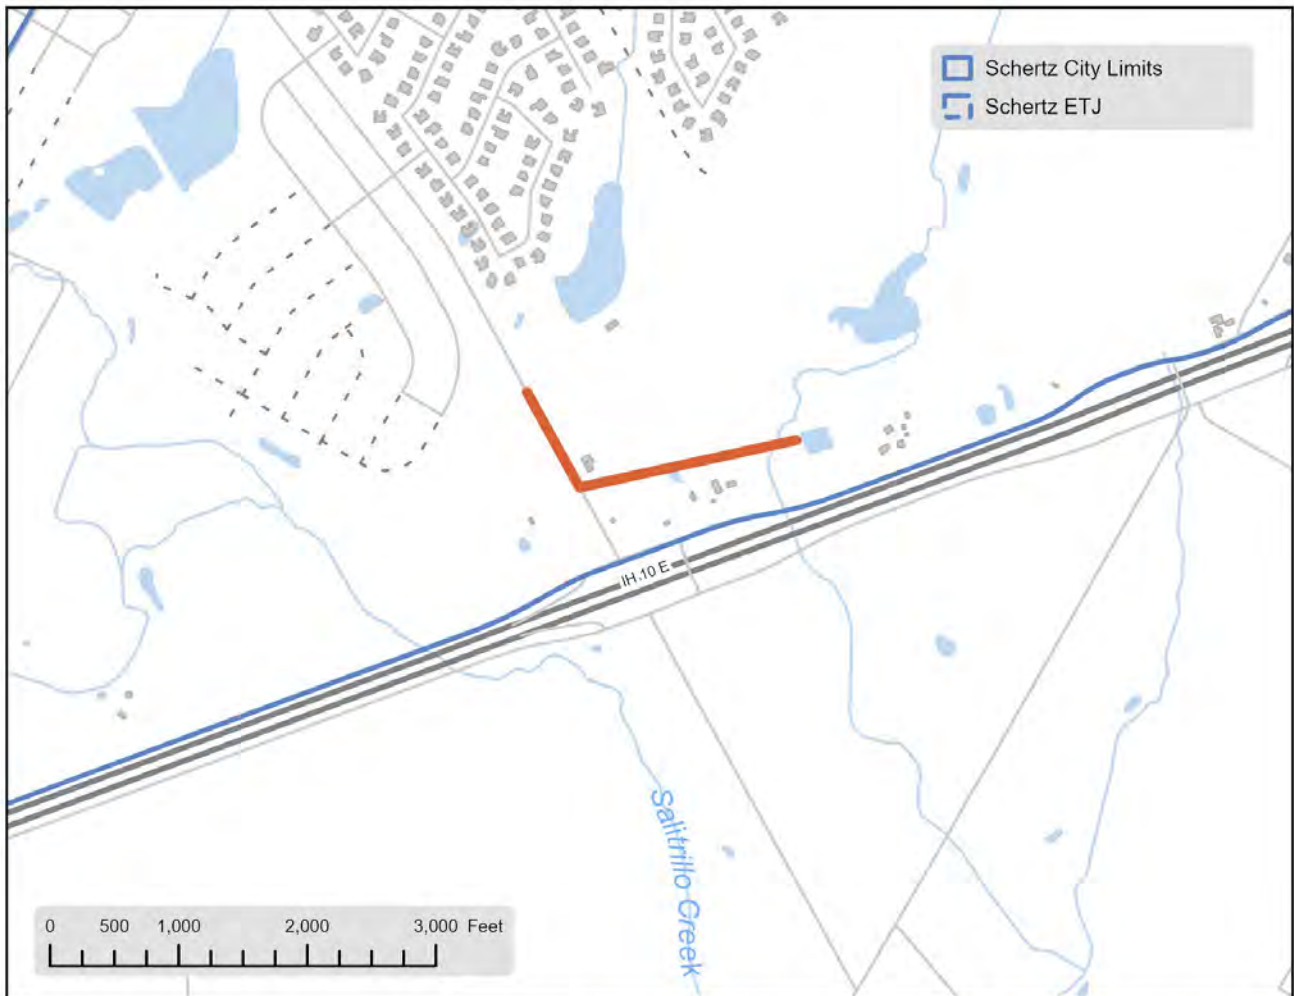 Schertz City Limits
Schertz ETJ
IH 10 E
Salitrillo Creek
0 500 1,000 2,000 3,000 Feet